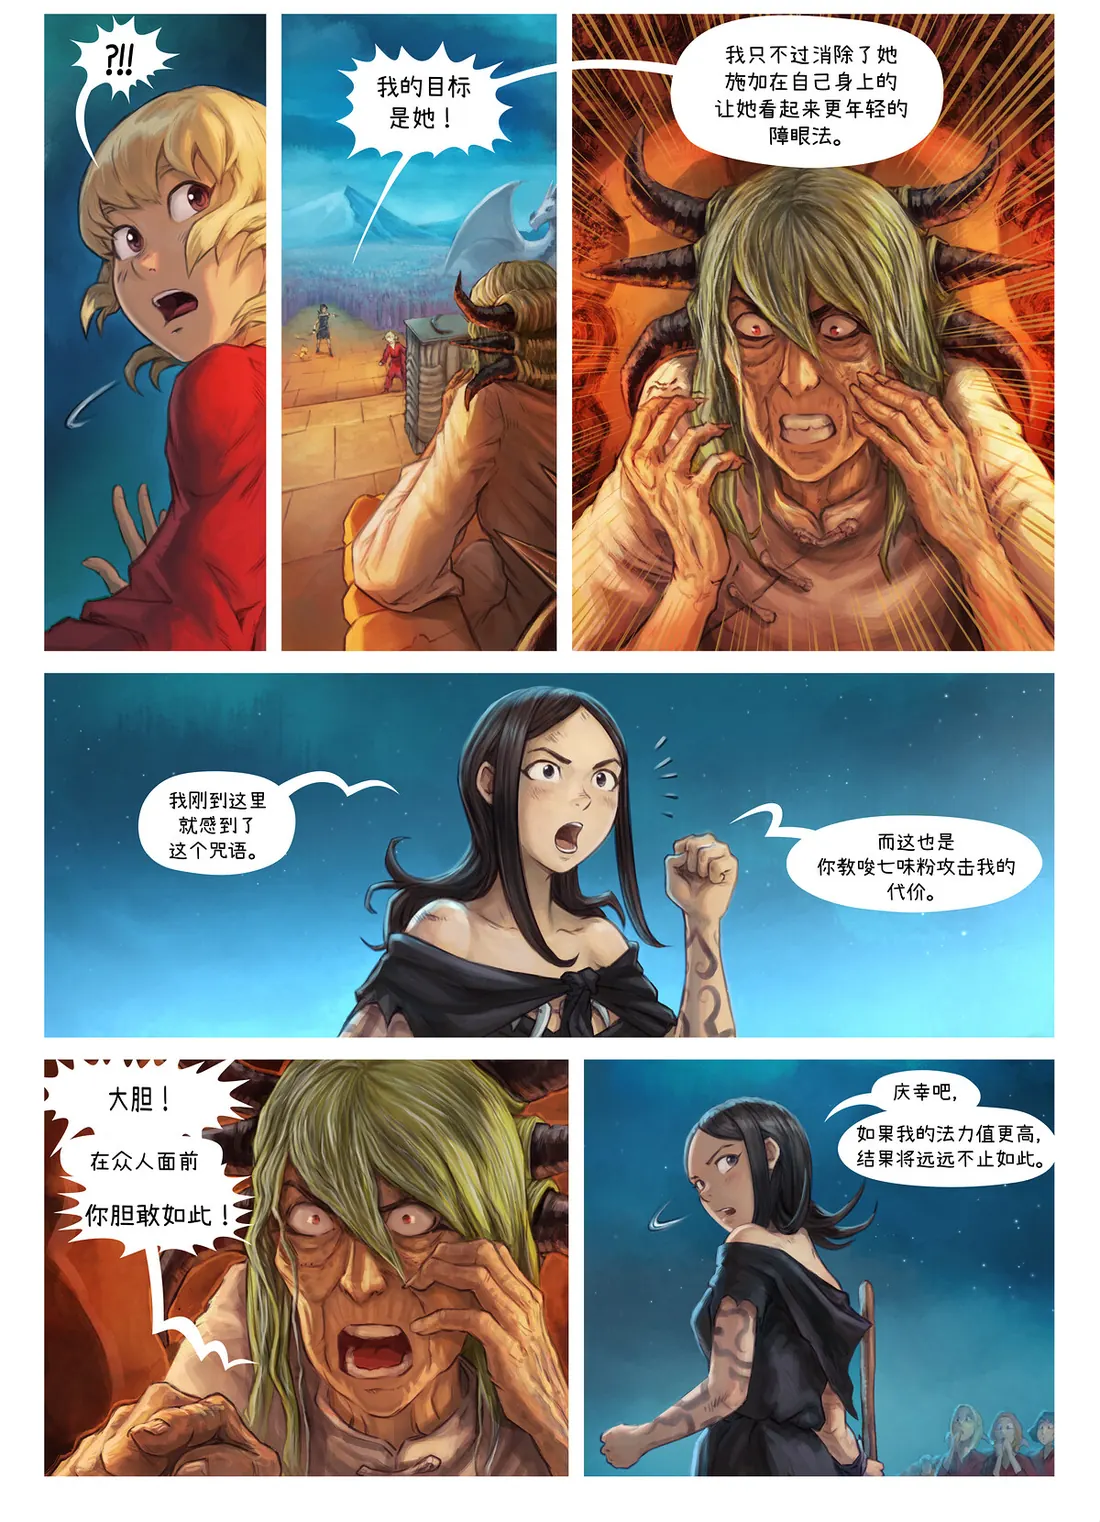 ?!!
我的目标
是她！
我只不过消除了她
施加在自己身上的
让她看起来更年轻的
障眼法。
我刚到这里
就感到了
这个咒语。
而这也是
你教唆七味粉攻击我的
代价。
大胆！
在众人面前
你胆敢如此！
庆幸吧，
如果我的法力值更高，
结果将远远不止如此。